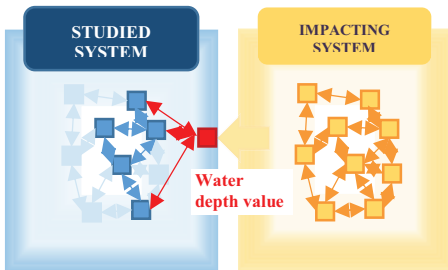 STUDIED
SYSTEM
IMPACTING
SYSTEM
Water
depth value